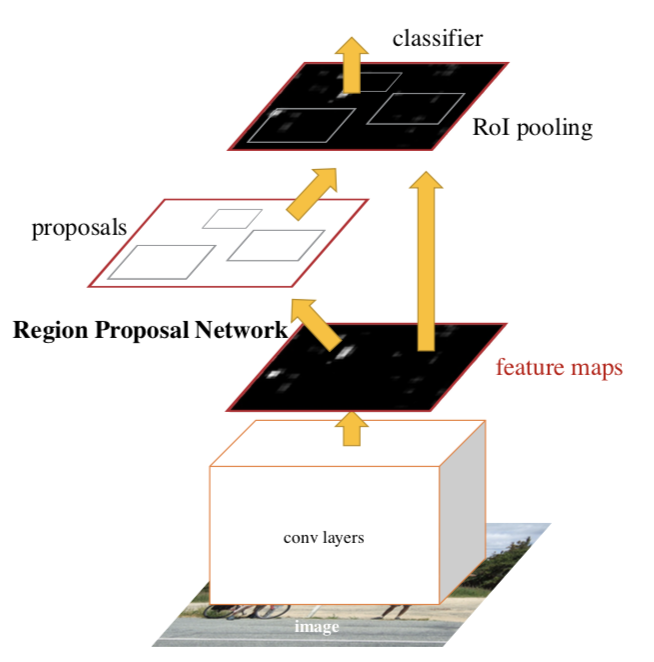 classifier
RoI pooling
proposals
Region Proposal Network
feature maps
conv layers
image